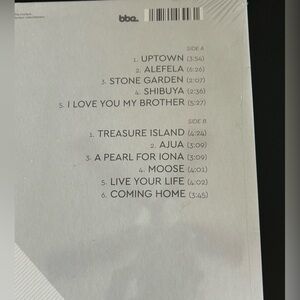 bbe.
SIDE A
1. UPTOWN (3:54)
2. ALEFELA (6:26)
3. STONE GARDEN (2:07)
4. SHIBUYA (2:36)
5. I LOVE YOU MY BROTHER (5:27)
SIDE B
1. TREASURE ISLAND (4:24)
2. AJUA (3:09)
3. A PEARL FOR IONA (3:09)
4. MOOSE (4:01)
5. LIVE YOUR LIFE (4:02)
6. COMING HOME (3:45)